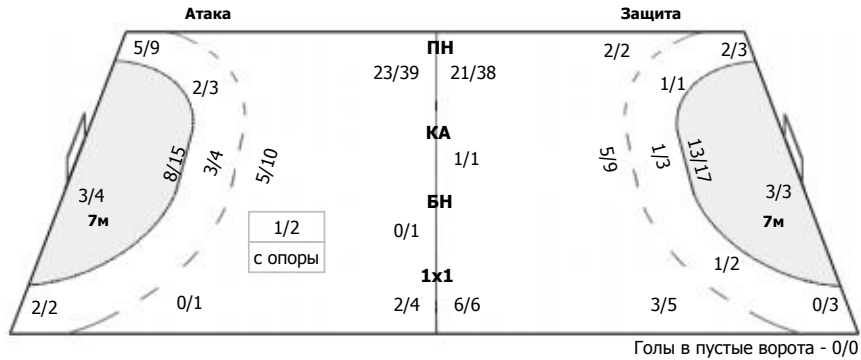 Атака Защита
5/9 ПН 2/2 2/3
23/39 21/38
2/3 1/1
КА
8/15 3/4 5/10 1/1 5/9 1/3 13/17
3/4 3/3
7м БН 7м
1/2 0/1
с опоры 1/2
1x1
2/2 0/1 2/4 6/6 3/5 0/3
Голы в пустые ворота - 0/0